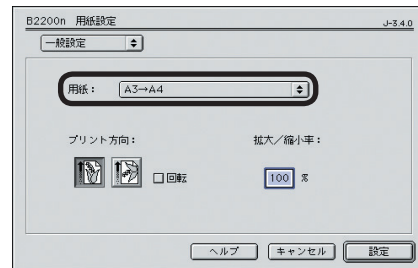 B2200n 用紙設定 J-3.4.0
一般設定
用紙： A3→A4
プリント方向： 拡大／縮小率：
回転 100 %
ヘルプ キャンセル 設定